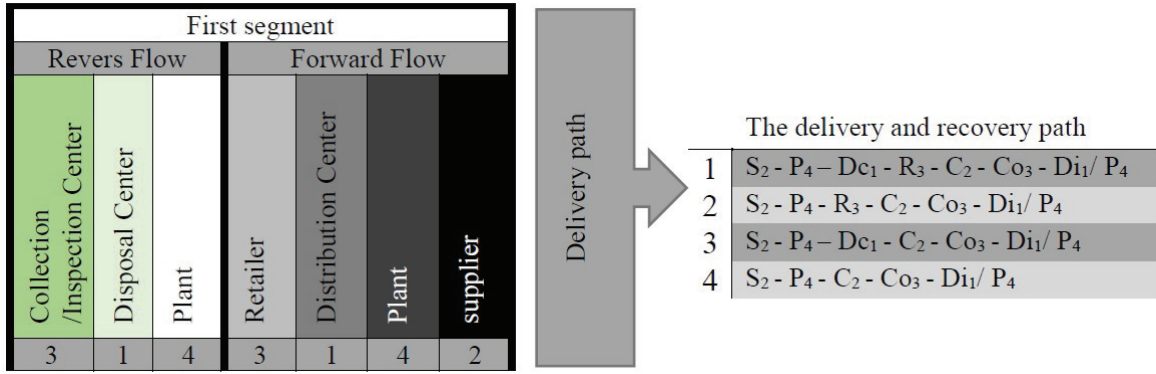 First segment
Revers Flow
Forward Flow
Collection
/Inspection Center
Disposal Center
Plant
Retailer
Distribution Center
Plant
supplier
3
1
4
3
1
4
2
Delivery path
The delivery and recovery path
1 S₂ - P₄ – Dc₁ - R₃ - C₂ - Co₃ - Di₁/ P₄
2 S₂ - P₄ - R₃ - C₂ - Co₃ - Di₁/ P₄
3 S₂ - P₄ – Dc₁ - C₂ - Co₃ - Di₁/ P₄
4 S₂ - P₄ - C₂ - Co₃ - Di₁/ P₄